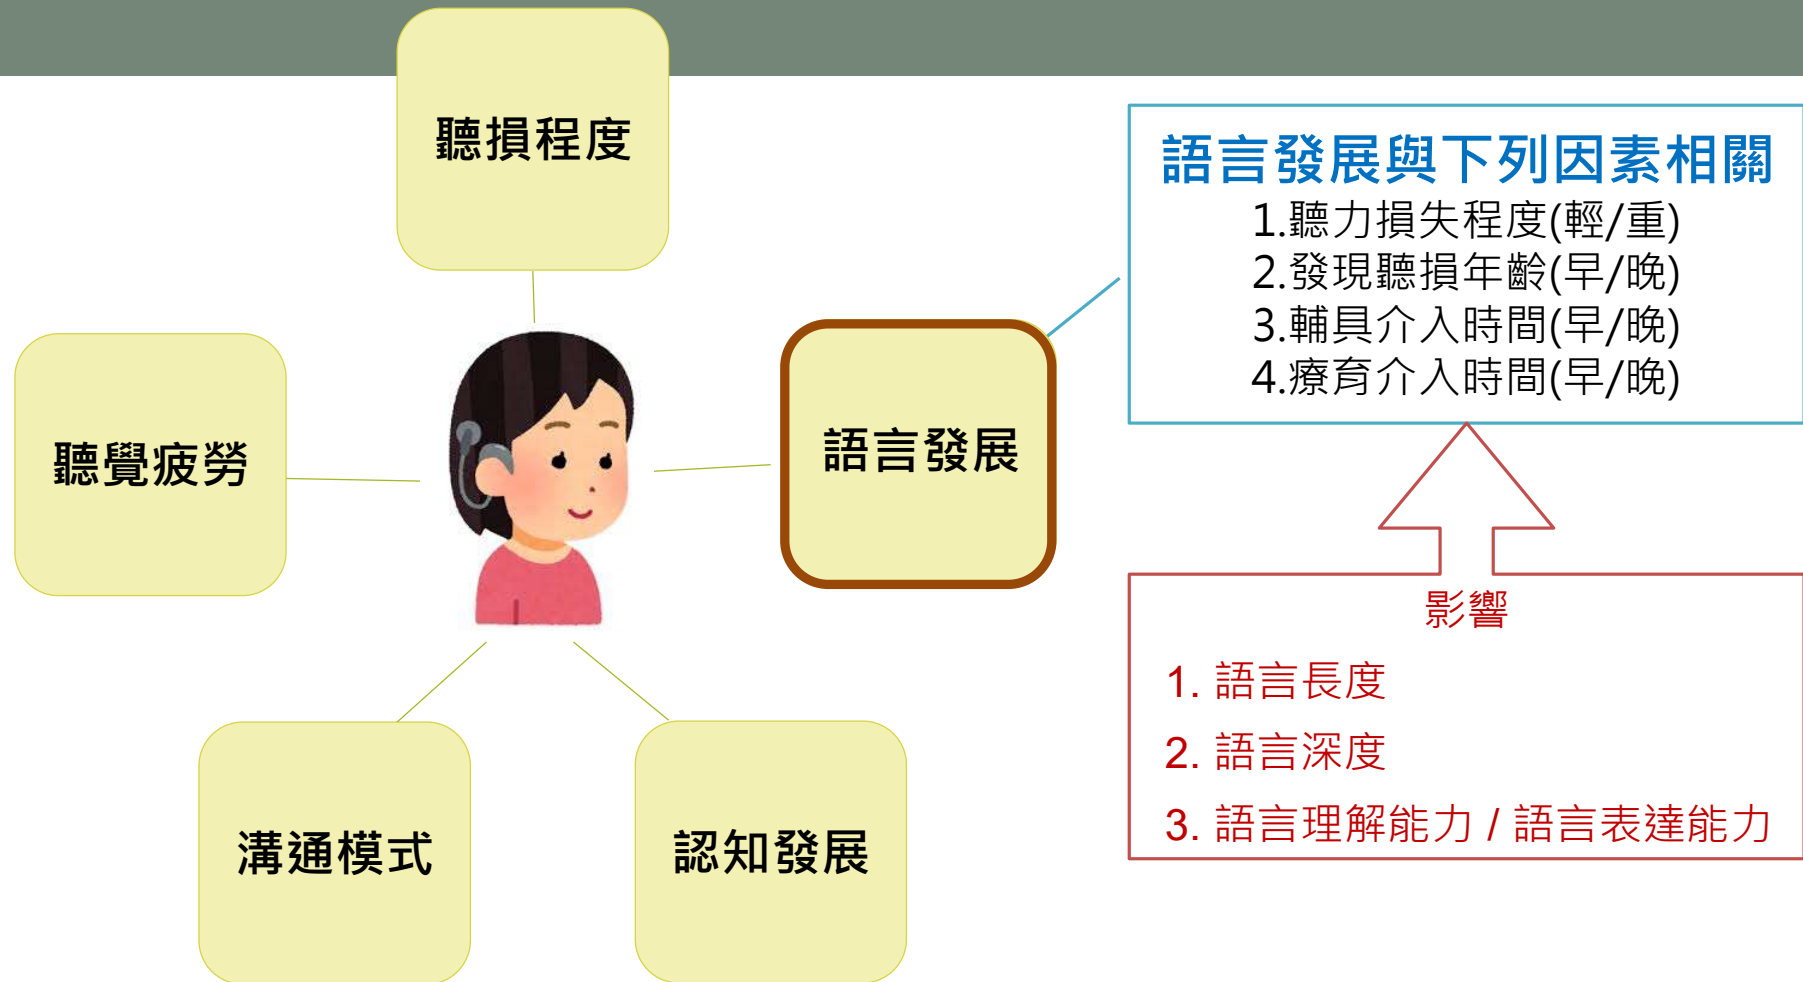 聽損程度
聽覺疲勞
語言發展
溝通模式
認知發展
語言發展與下列因素相關
1.聽力損失程度(輕/重)
2.發現聽損年齡(早/晚)
3.輔具介入時間(早/晚)
4.療育介入時間(早/晚)
影響
1. 語言長度
2. 語言深度
3. 語言理解能力 / 語言表達能力